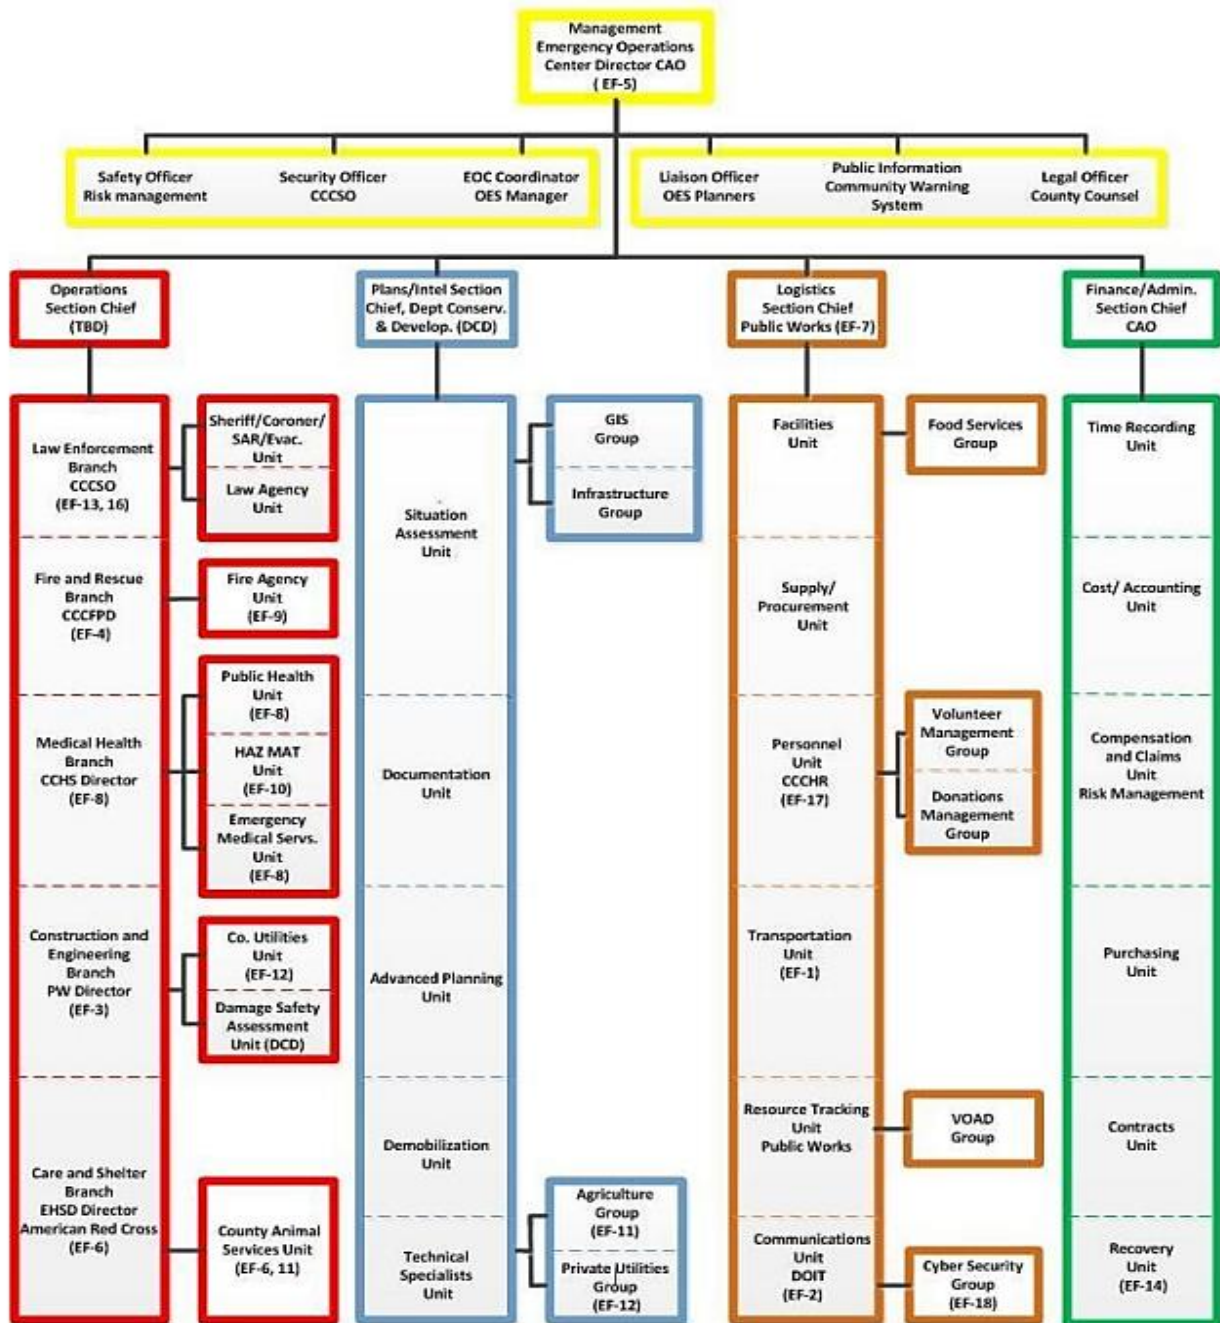 Management
Emergency Operations
Center Director CAO
( EF-5)
Safety Officer
Risk management
Security Officer
CCCSO
EOC Coordinator
OES Manager
Liaison Officer
OES Planners
Public Information
Community Warning
System
Legal Officer
County Counsel
Operations
Section Chief
(TBD)
Plans/Intel Section
Chief, Dept Conserv.
& Develop. (DCD)
Logistics
Section Chief
Public Works (EF-7)
Finance/Admin.
Section Chief
CAO
Law Enforcement
Branch
CCCSO
(EF-13, 16)
Sheriff/Coroner/
SAR/Evac.
Unit
Law Agency
Unit
Fire and Rescue
Branch
CCCFPD
(EF-4)
Fire Agency
Unit
(EF-9)
Medical Health
Branch
CCHS Director
(EF-8)
Public Health
Unit
(EF-8)
HAZ MAT
Unit
(EF-10)
Emergency
Medical Servs.
Unit
(EF-8)
Construction and
Engineering
Branch
PW Director
(EF-3)
Co. Utilities
Unit
(EF-12)
Damage Safety
Assessment
Unit (DCD)
Care and Shelter
Branch
EHSD Director
American Red Cross
(EF-6)
County Animal
Services Unit
(EF-6, 11)
Situation
Assessment
Unit
GIS
Group
Infrastructure
Group
Documentation
Unit
Advanced Planning
Unit
Demobilization
Unit
Technical
Specialists
Unit
Agriculture
Group
(EF-11)
Private Utilities
Group
(EF-12)
Facilities
Unit
Food Services
Group
Supply/
Procurement
Unit
Personnel
Unit
CCCHR
(EF-17)
Volunteer
Management
Group
Donations
Management
Group
Transportation
Unit
(EF-1)
Resource Tracking
Unit
Public Works
VOAD
Group
Communications
Unit
DOIT
(EF-2)
Cyber Security
Group
(EF-18)
Time Recording
Unit
Cost/ Accounting
Unit
Compensation
and Claims
Unit
Risk Management
Purchasing
Unit
Contracts
Unit
Recovery
Unit
(EF-14)